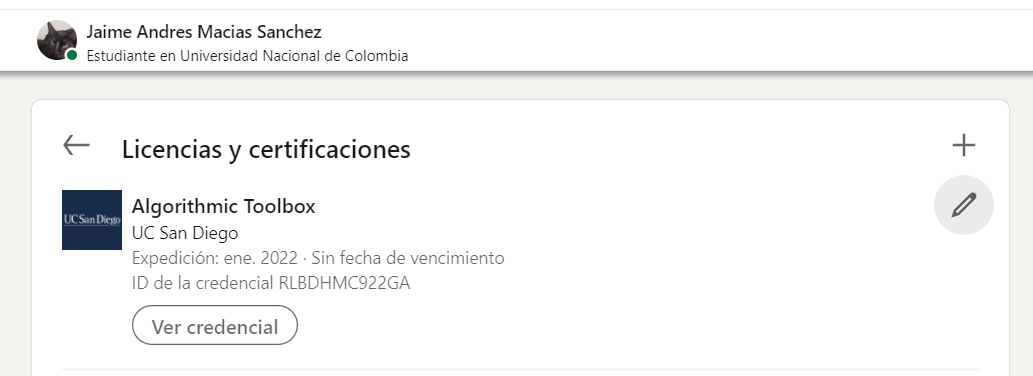 Jaime Andres Macias Sanchez
Estudiante en Universidad Nacional de Colombia
Licencias y certificaciones
UC San Diego
Algorithmic Toolbox
UC San Diego
Expedición: ene. 2022 · Sin fecha de vencimiento
ID de la credencial RLBDHMC922GA
Ver credencial